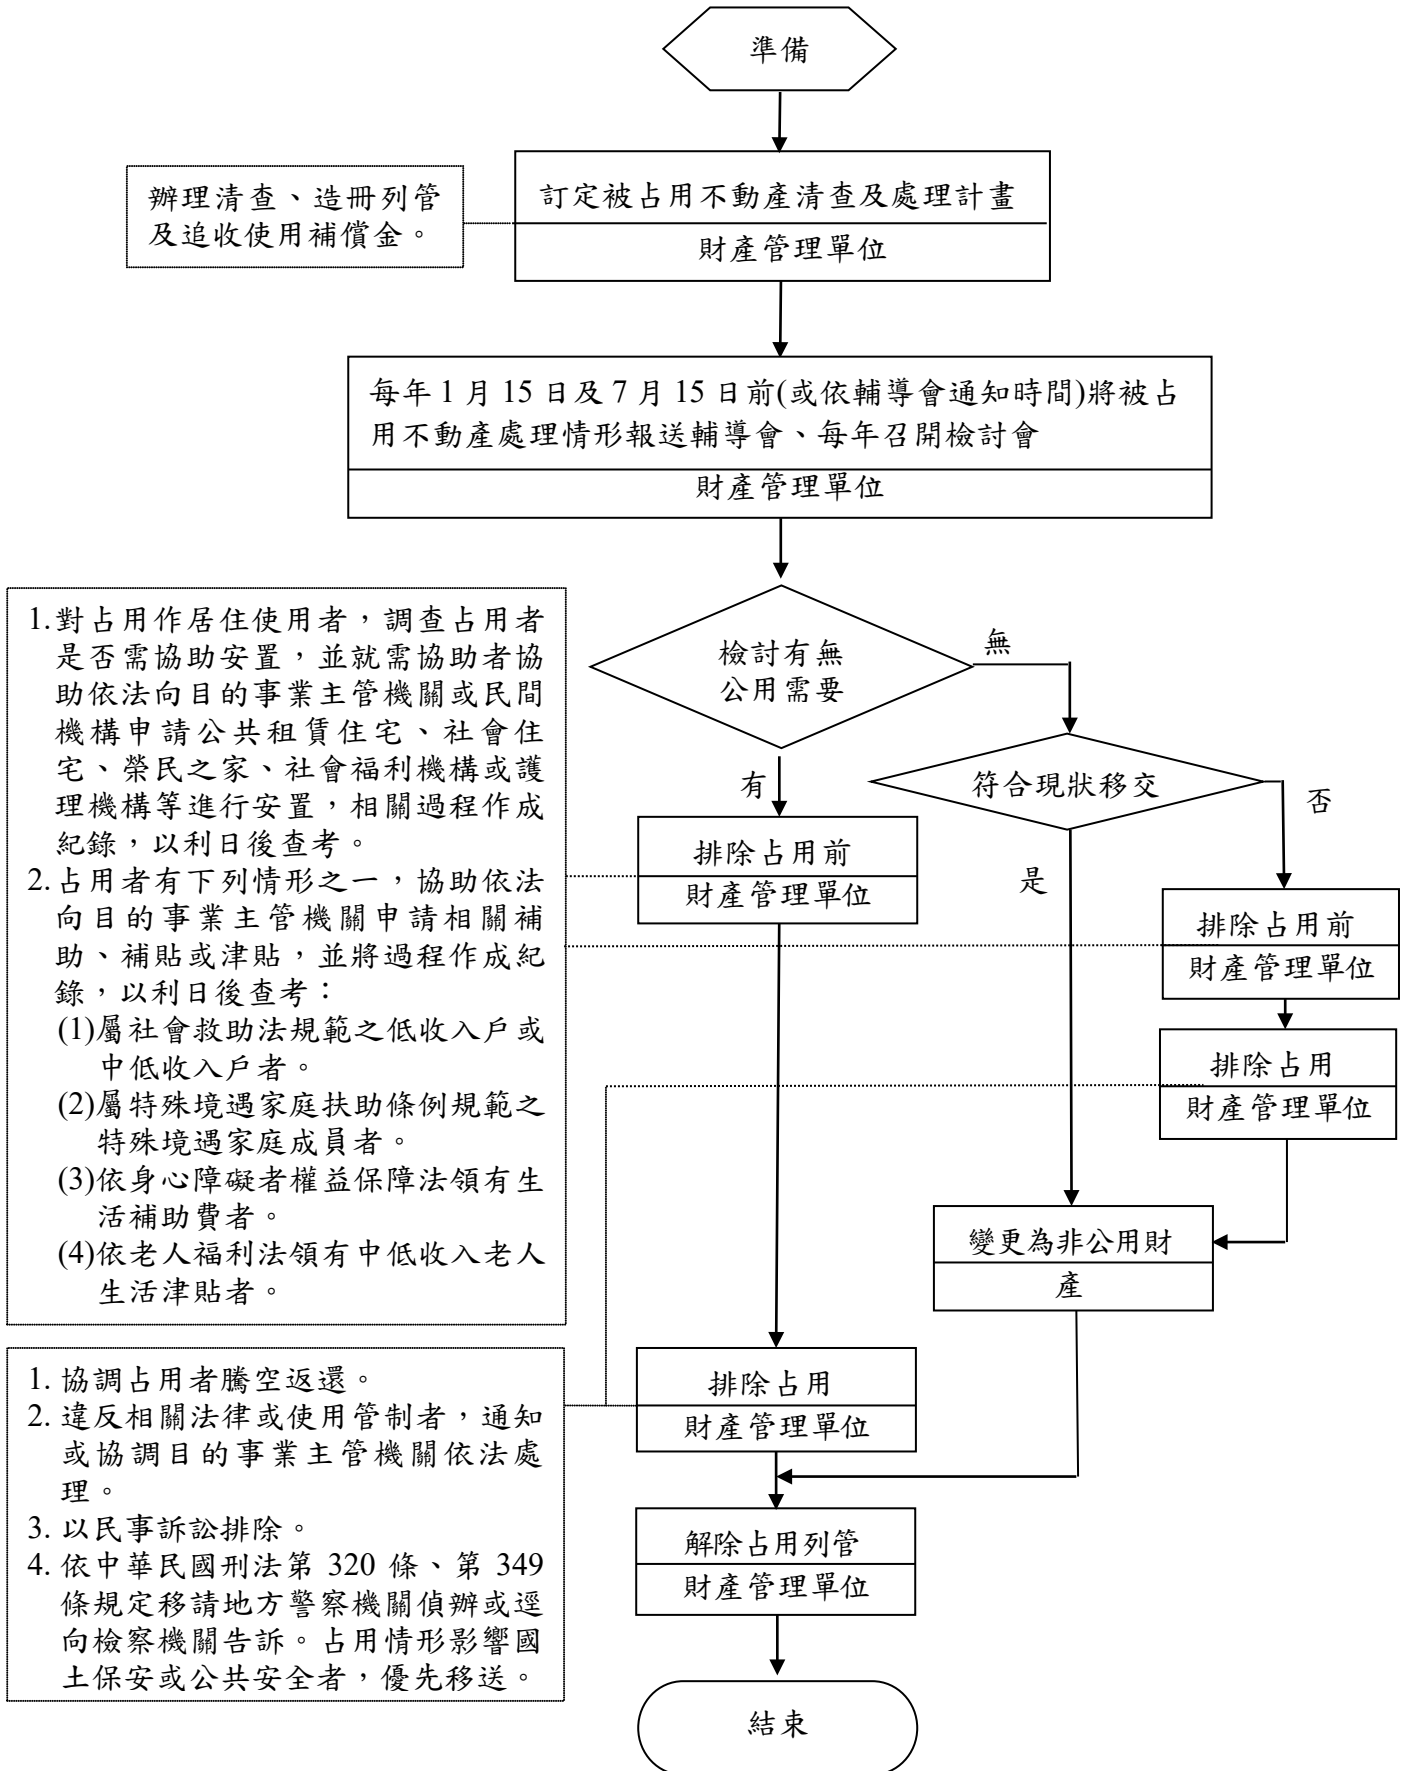 準備
辦理清查、造冊列管
及追收使用補償金。
訂定被占用不動產清查及處理計畫
財產管理單位
每年 1 月 15 日及 7 月 15 日前(或依輔導會通知時間)將被占
用不動產處理情形報送輔導會、每年召開檢討會
財產管理單位
檢討有無
公用需要
無
有
符合現狀移交
否
是
1.對占用作居住使用者，調查占用者
是否需協助安置，並就需協助者協
助依法向目的事業主管機關或民間
機構申請公共租賃住宅、社會住
宅、榮民之家、社會福利機構或護
理機構等進行安置，相關過程作成
紀錄，以利日後查考。
2.占用者有下列情形之一，協助依法
向目的事業主管機關申請相關補
助、補貼或津貼，並將過程作成紀
錄，以利日後查考：
(1)屬社會救助法規範之低收入戶或
中低收入戶者。
(2)屬特殊境遇家庭扶助條例規範之
特殊境遇家庭成員者。
(3)依身心障礙者權益保障法領有生
活補助費者。
(4)依老人福利法領有中低收入老人
生活津貼者。
排除占用前
財產管理單位
排除占用前
財產管理單位
排除占用
財產管理單位
變更為非公用財
產
1. 協調占用者騰空返還。
2. 違反相關法律或使用管制者，通知
或協調目的事業主管機關依法處
理。
3. 以民事訴訟排除。
4. 依中華民國刑法第 320 條、第 349
條規定移請地方警察機關偵辦或逕
向檢察機關告訴。占用情形影響國
土保安或公共安全者，優先移送。
排除占用
財產管理單位
解除占用列管
財產管理單位
結束